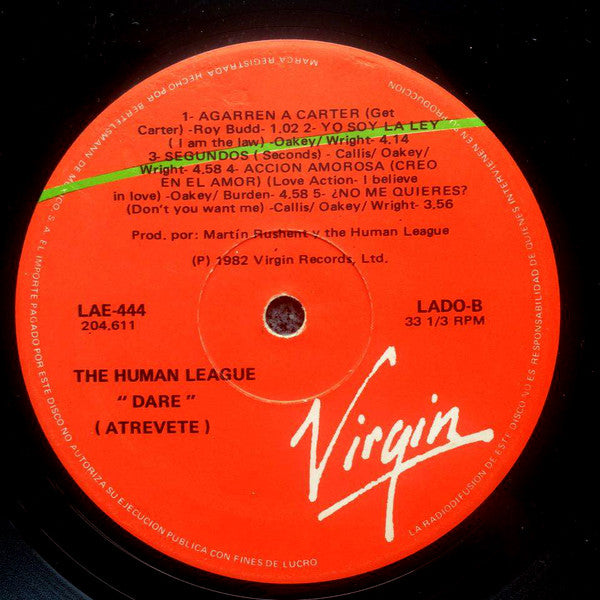 MARCA REGISTRADA HECHO POR BERTELSMANN DE MEXICO S.A. EL IMPORTE PAGADO POR ESTE DISCO NO AUTORIZA SU EJECUCION PUBLICA CON FINES DE LUCRO
LA RADIODIFUSION DE ESTE DISCO NO ES RESPONSABILIDAD DE QUIENES INTERVIENEN EN SU PRODUCCION
1- AGARREN A CARTER (Get
Carter) -Roy Budd- 1.02 2- YO SOY LA LEY
( I am the law) -Oakey/ Wright- 4.14
3- SEGUNDOS ( Seconds) - Callis/ Oakey/
Wright- 4.58 4- ACCION AMOROSA (CREO
EN EL AMOR) (Love Action- I believe
in love) -Oakey/ Burden- 4.58 5- ¿NO ME QUIERES?
(Don't you want me) -Callis/ Oakey/ Wright- 3.56
Prod. por: Martín Rushent y the Human League
(P) 1982 Virgin Records, Ltd.
LAE-444
204.611
LADO-B
33 1/3 RPM
THE HUMAN LEAGUE
" DARE "
( ATREVETE )
Virgin